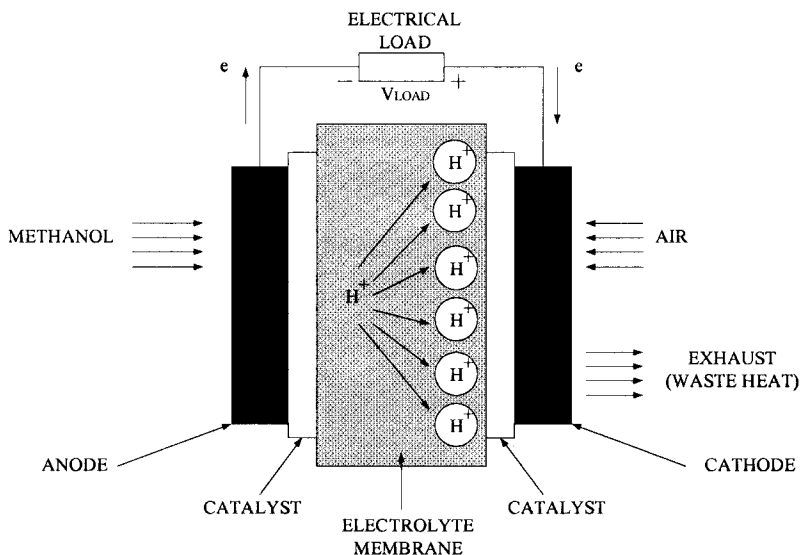 ELECTRICAL
LOAD
e
e
− VLOAD +
H+
H+
METHANOL
AIR
H+
H+
H+
H+
EXHAUST
(WASTE HEAT)
H+
ANODE
CATHODE
CATALYST
CATALYST
ELECTROLYTE
MEMBRANE